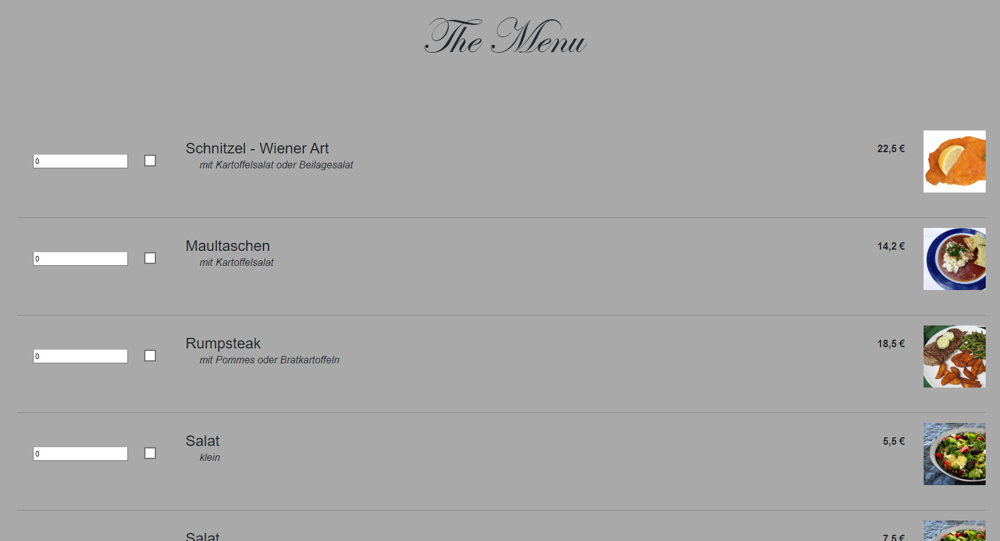 The Menu
0
Schnitzel - Wiener Art
22,5 €
mit Kartoffelsalat oder Beilagesalat
0
Maultaschen
14,2 €
mit Kartoffelsalat
0
Rumpsteak
18,5 €
mit Pommes oder Bratkartoffeln
0
Salat
5,5 €
klein
Salat
7,5 €